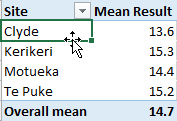 Site Mean Result
Clyde 13.6
Kerikeri 15.3
Motueka 14.4
Te Puke 15.2
Overall mean 14.7